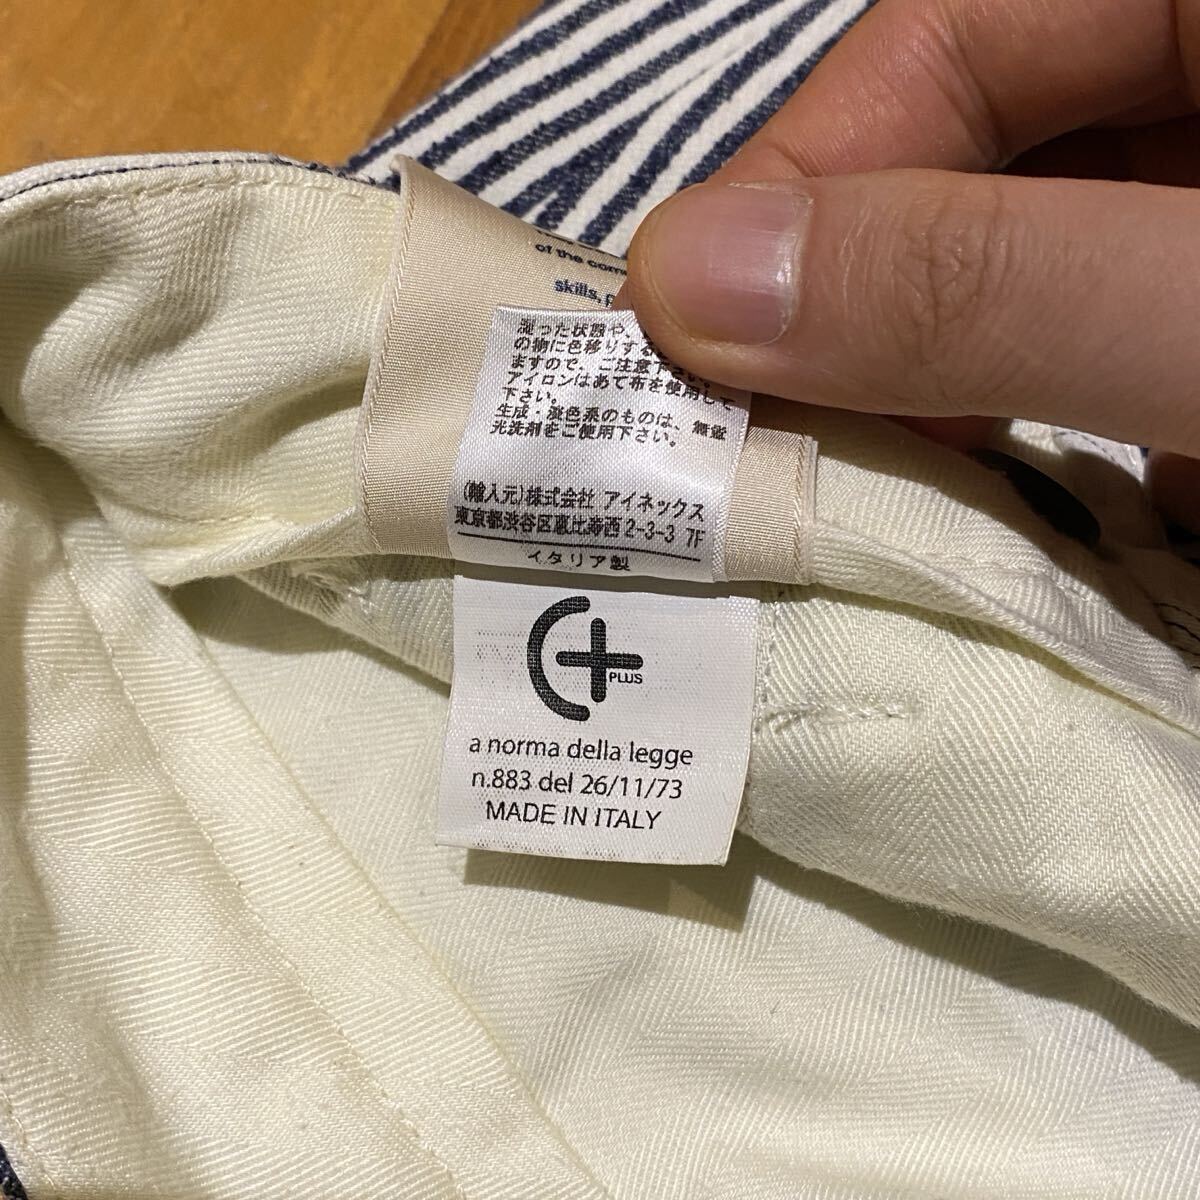 of the com
skills,
湿った状態や、
の物に色移りする
ますので、ご注意下さい。
アイロンはあて布を使用して
下さい。
生成・淡色系のものは、無蛍
光洗剤をご使用下さい。
(輸入元)株式会社 アイネックス
東京都渋谷区恵比寿西2-3-3 7F
イタリア製
PLUS
a norma della legge
n.883 del 26/11/73
MADE IN ITALY